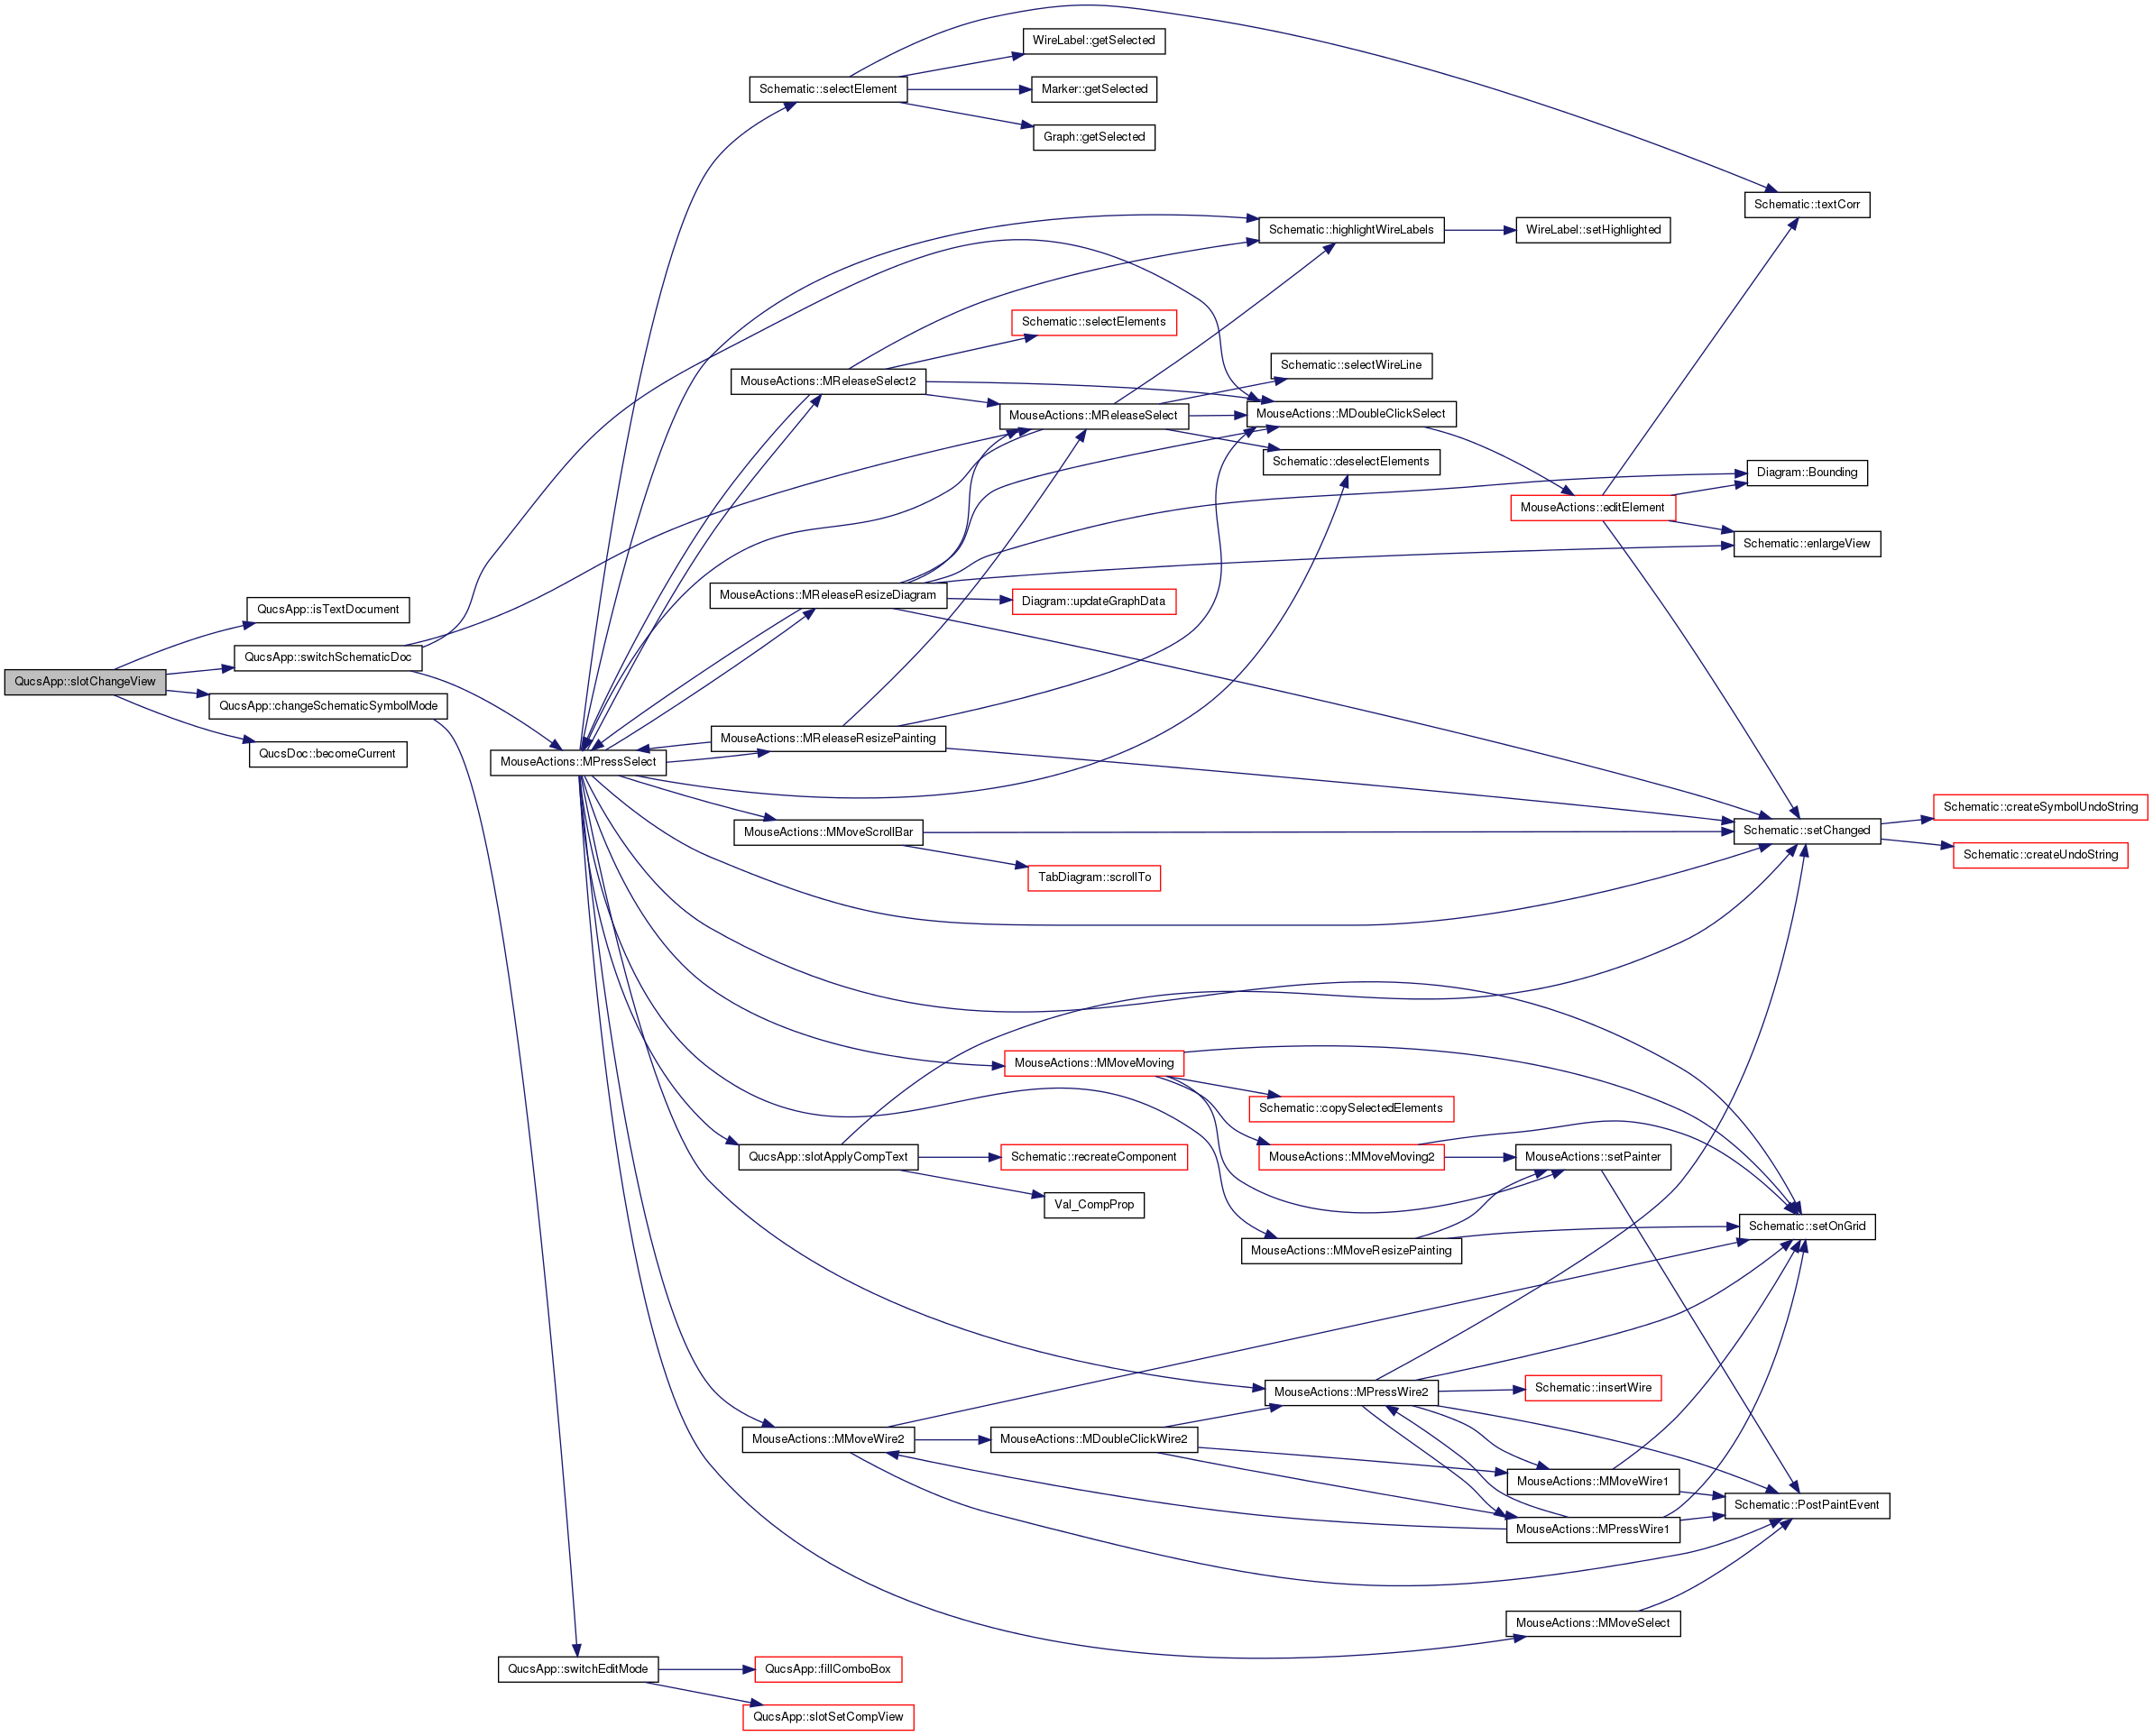 WireLabel::getSelected
Schematic::selectElement
Marker::getSelected
Graph::getSelected
Schematic::textCorr
Schematic::highlightWireLabels
WireLabel::setHighlighted
Schematic::selectElements
Schematic::selectWireLine
MouseActions::MReleaseSelect2
MouseActions::MReleaseSelect
MouseActions::MDoubleClickSelect
Schematic::deselectElements
Diagram::Bounding
MouseActions::editElement
Schematic::enlargeView
MouseActions::MReleaseResizeDiagram
Diagram::updateGraphData
QucsApp::isTextDocument
QucsApp::switchSchematicDoc
QucsApp::slotChangeView
QucsApp::changeSchematicSymbolMode
QucsDoc::becomeCurrent
MouseActions::MReleaseResizePainting
MouseActions::MPressSelect
Schematic::createSymbolUndoString
MouseActions::MMoveScrollBar
Schematic::setChanged
Schematic::createUndoString
TabDiagram::scrollTo
MouseActions::MMoveMoving
Schematic::copySelectedElements
QucsApp::slotApplyCompText
Schematic::recreateComponent
MouseActions::MMoveMoving2
MouseActions::setPainter
Val_CompProp
Schematic::setOnGrid
MouseActions::MMoveResizePainting
MouseActions::MPressWire2
Schematic::insertWire
MouseActions::MMoveWire2
MouseActions::MDoubleClickWire2
MouseActions::MMoveWire1
Schematic::PostPaintEvent
MouseActions::MPressWire1
MouseActions::MMoveSelect
QucsApp::switchEditMode
QucsApp::fillComboBox
QucsApp::slotSetCompView